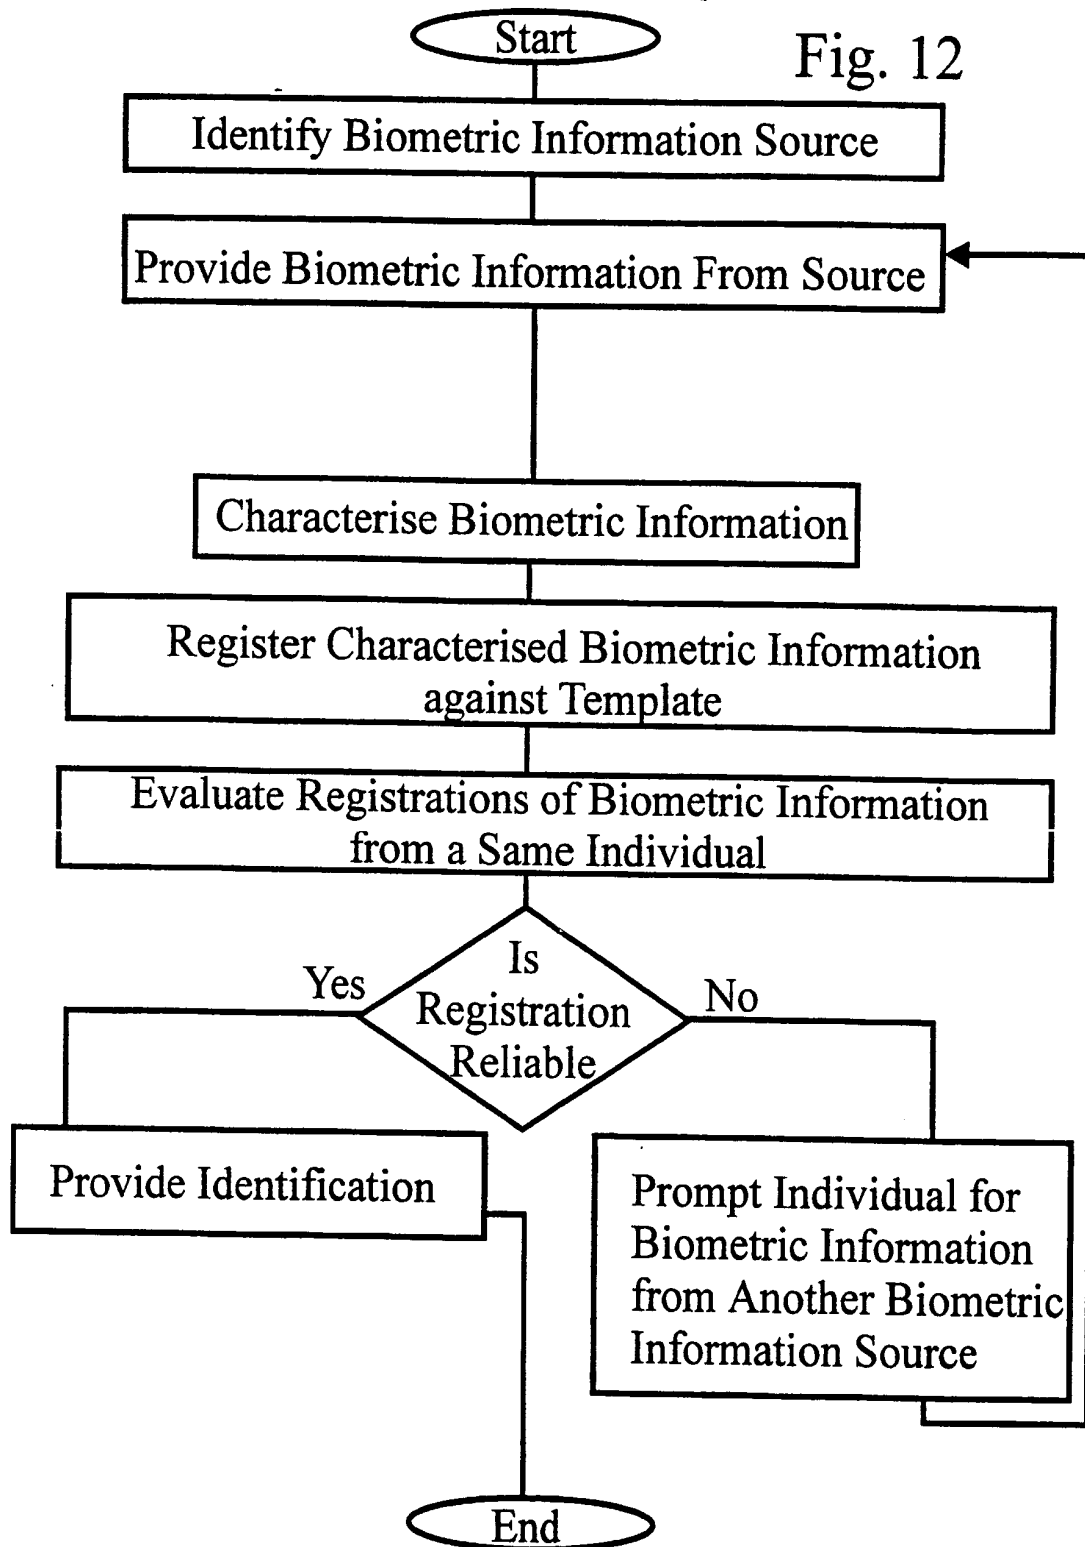 Start
Fig. 12
Identify Biometric Information Source
Provide Biometric Information From Source
Characterise Biometric Information
Register Characterised Biometric Information
against Template
Evaluate Registrations of Biometric Information
from a Same Individual
Is
Registration
Reliable
Yes
No
Provide Identification
Prompt Individual for
Biometric Information
from Another Biometric
Information Source
End